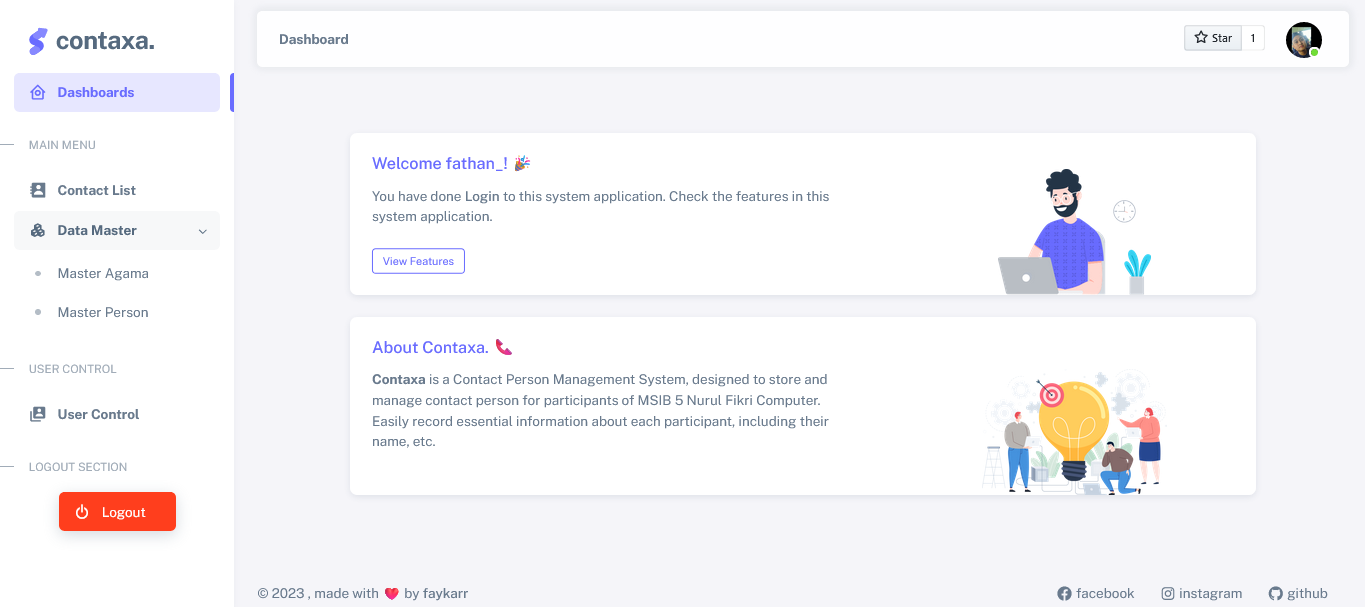 contaxa.
Dashboards
MAIN MENU
Contact List
Data Master
Master Agama
Master Person
USER CONTROL
User Control
LOGOUT SECTION
Logout
Dashboard
Star 1
Welcome fathan_! 🎉
You have done Login to this system application. Check the features in this
system application.
View Features
About Contaxa. 📞
Contaxa is a Contact Person Management System, designed to store and
manage contact person for participants of MSIB 5 Nurul Fikri Computer.
Easily record essential information about each participant, including their
name, etc.
© 2023 , made with ❤️ by faykarr
facebook instagram github